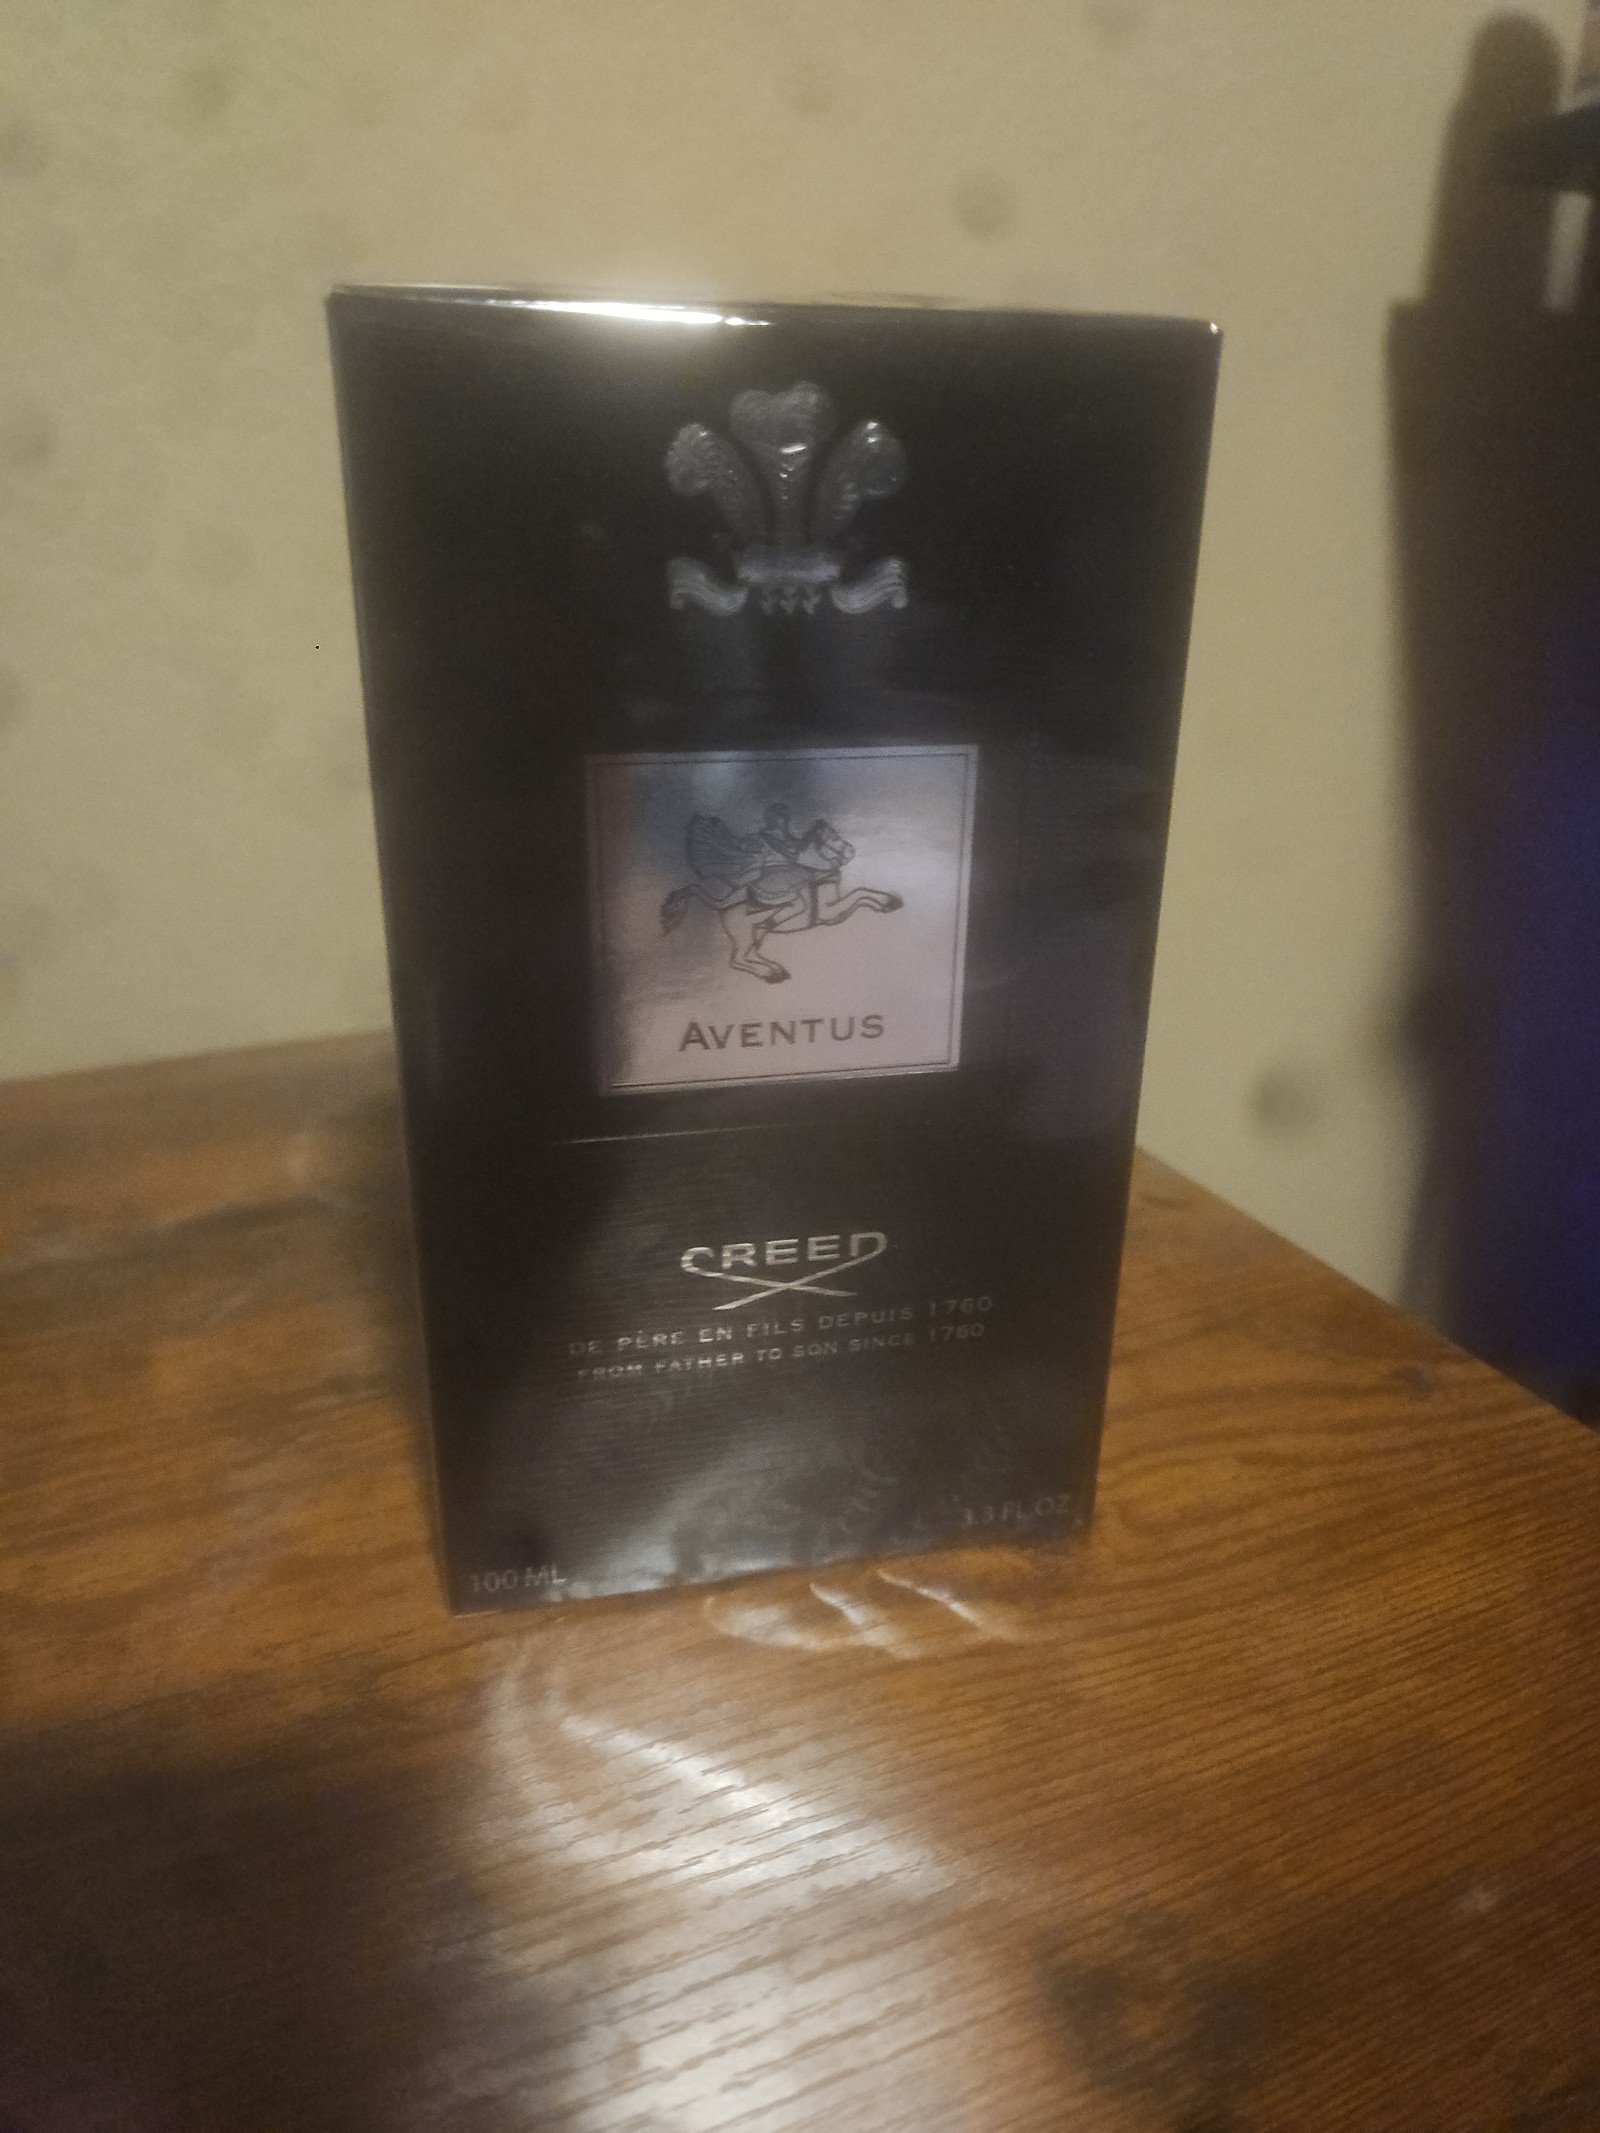 AVENTUS
CREED
DE PÈRE EN FILS DEPUIS 1760
FROM FATHER TO SON SINCE 1760
100 ML
3.3 FL.OZ